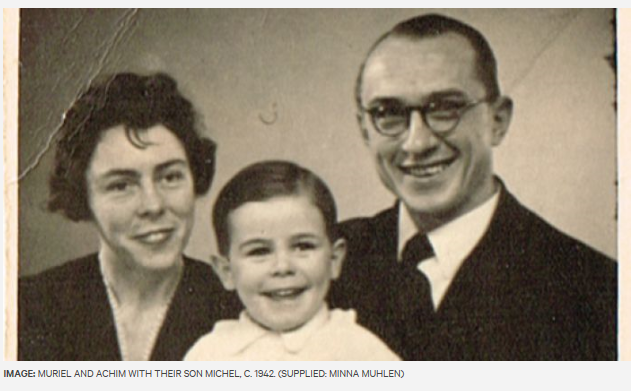 IMAGE: MURIEL AND ACHIM WITH THEIR SON MICHEL, C. 1942. (SUPPLIED: MINNA MUHLEN)